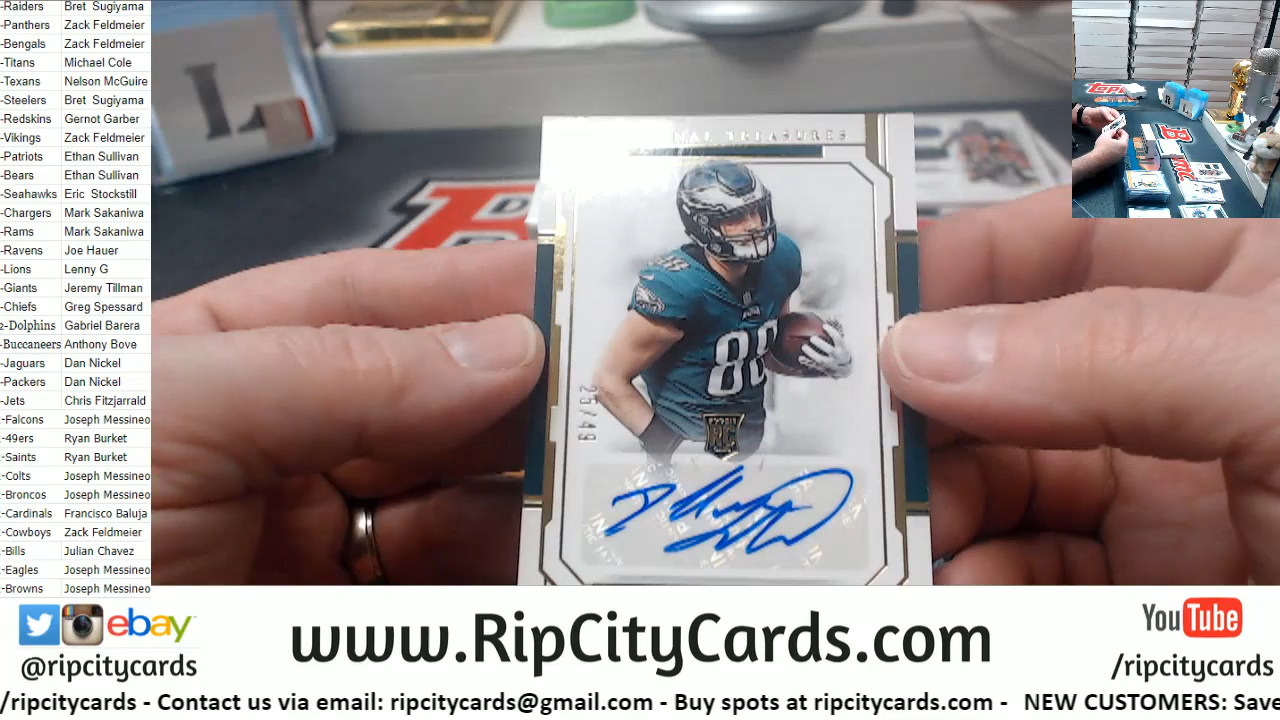 -Raiders Bret Sugiyama
-Panthers Zack Feldmeier
-Bengals Zack Feldmeier
-Titans Michael Cole
-Texans Nelson McGuire
-Steelers Bret Sugiyama
-Redskins Gernot Garber
-Vikings Zack Feldmeier
-Patriots Ethan Sullivan
-Bears Ethan Sullivan
-Seahawks Eric Stockstill
-Chargers Mark Sakaniwa
-Rams Mark Sakaniwa
-Ravens Joe Hauer
-Lions Lenny G
-Giants Jeremy Tillman
-Chiefs Greg Spessard
2-Dolphins Gabriel Barera
-Buccaneers Anthony Bove
-Jaguars Dan Nickel
-Packers Dan Nickel
-Jets Chris Fitzjarrald
-Falcons Joseph Messineo
-49ers Ryan Burket
-Saints Ryan Burket
-Colts Joseph Messineo
-Broncos Joseph Messineo
-Cardinals Francisco Baluja
-Cowboys Zack Feldmeier
-Bills Julian Chavez
-Eagles Joseph Messineo
-Browns Joseph Messineo
L
NAL TREASURES
88
88
25/49
RC
ebay
@ripcitycards
www.RipCityCards.com
YouTube
/ripcitycards
/ripcitycards - Contact us via email: ripcitycards@gmail.com - Buy spots at ripcitycards.com - NEW CUSTOMERS: Save